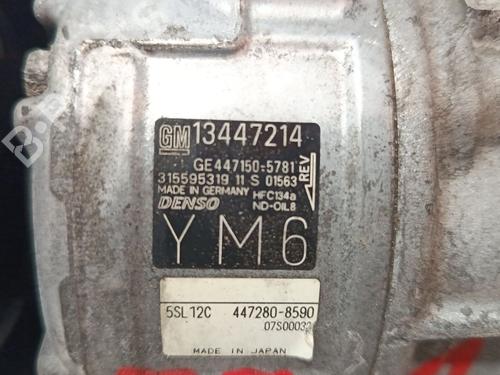 GM 13447214
GE447150-5781
315595319 11 S 01563
MADE IN GERMANY HFC134a
DENSO ND-OIL8
REV
YM6
5SL12C 447280-8590
MADE IN JAPAN